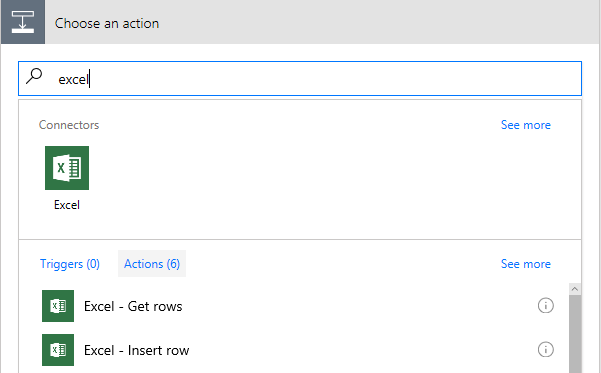 Choose an action
excel
Connectors See more
Excel
Triggers (0) Actions (6) See more
Excel - Get rows
Excel - Insert row